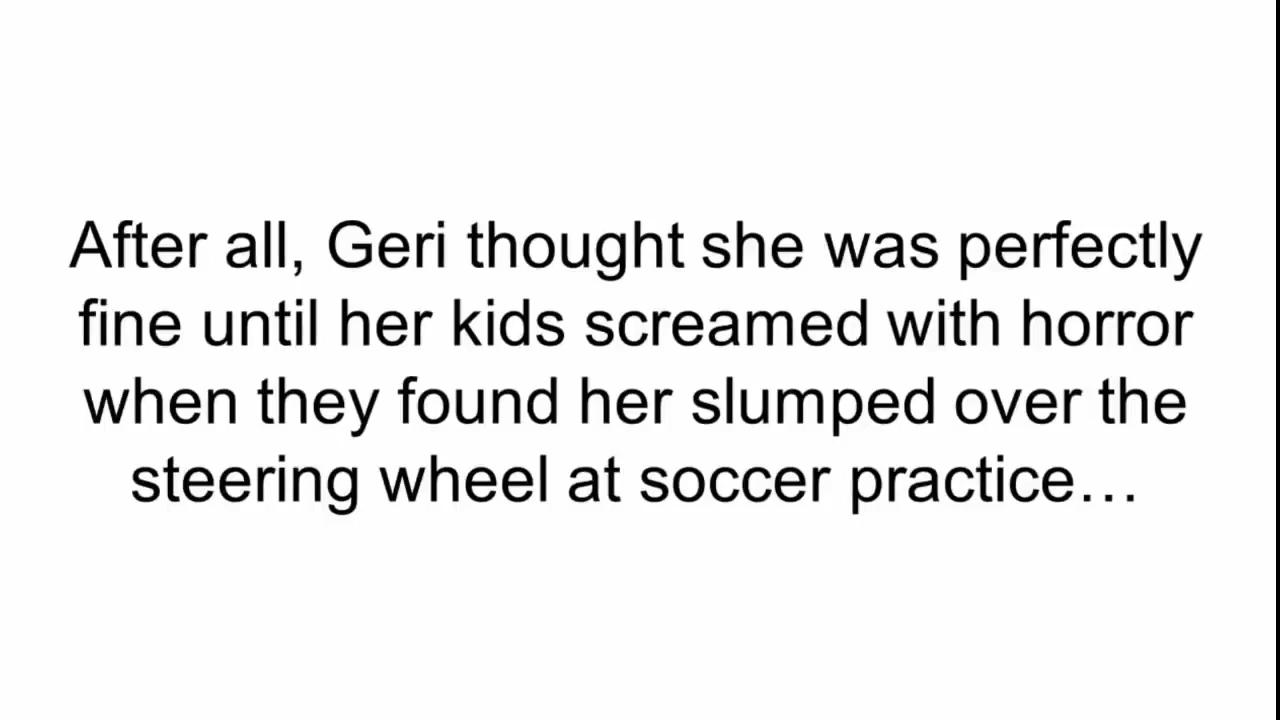 After all, Geri thought she was perfectly
fine until her kids screamed with horror
when they found her slumped over the
steering wheel at soccer practice…